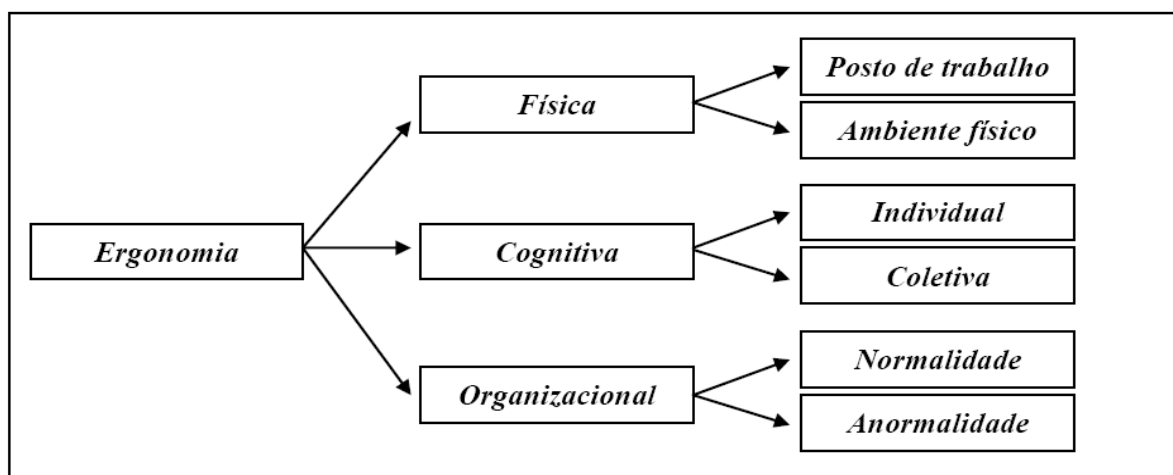 Posto de trabalho
Física
Ambiente físico
Individual
Ergonomia
Cognitiva
Coletiva
Normalidade
Organizacional
Anormalidade